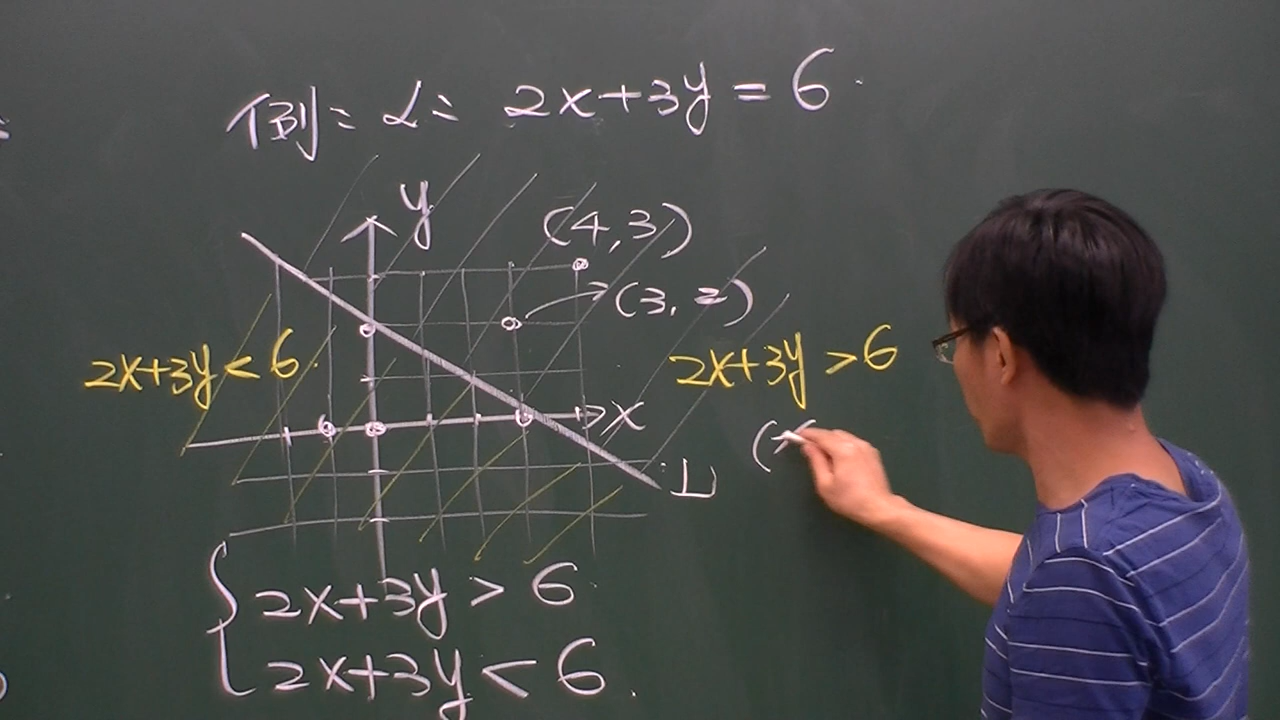 例: L: 2x+3y=6
y
(4,3)
(3,2)
2x+3y<6
2x+3y>6
x
(x
L
2x+3y>6
2x+3y<6